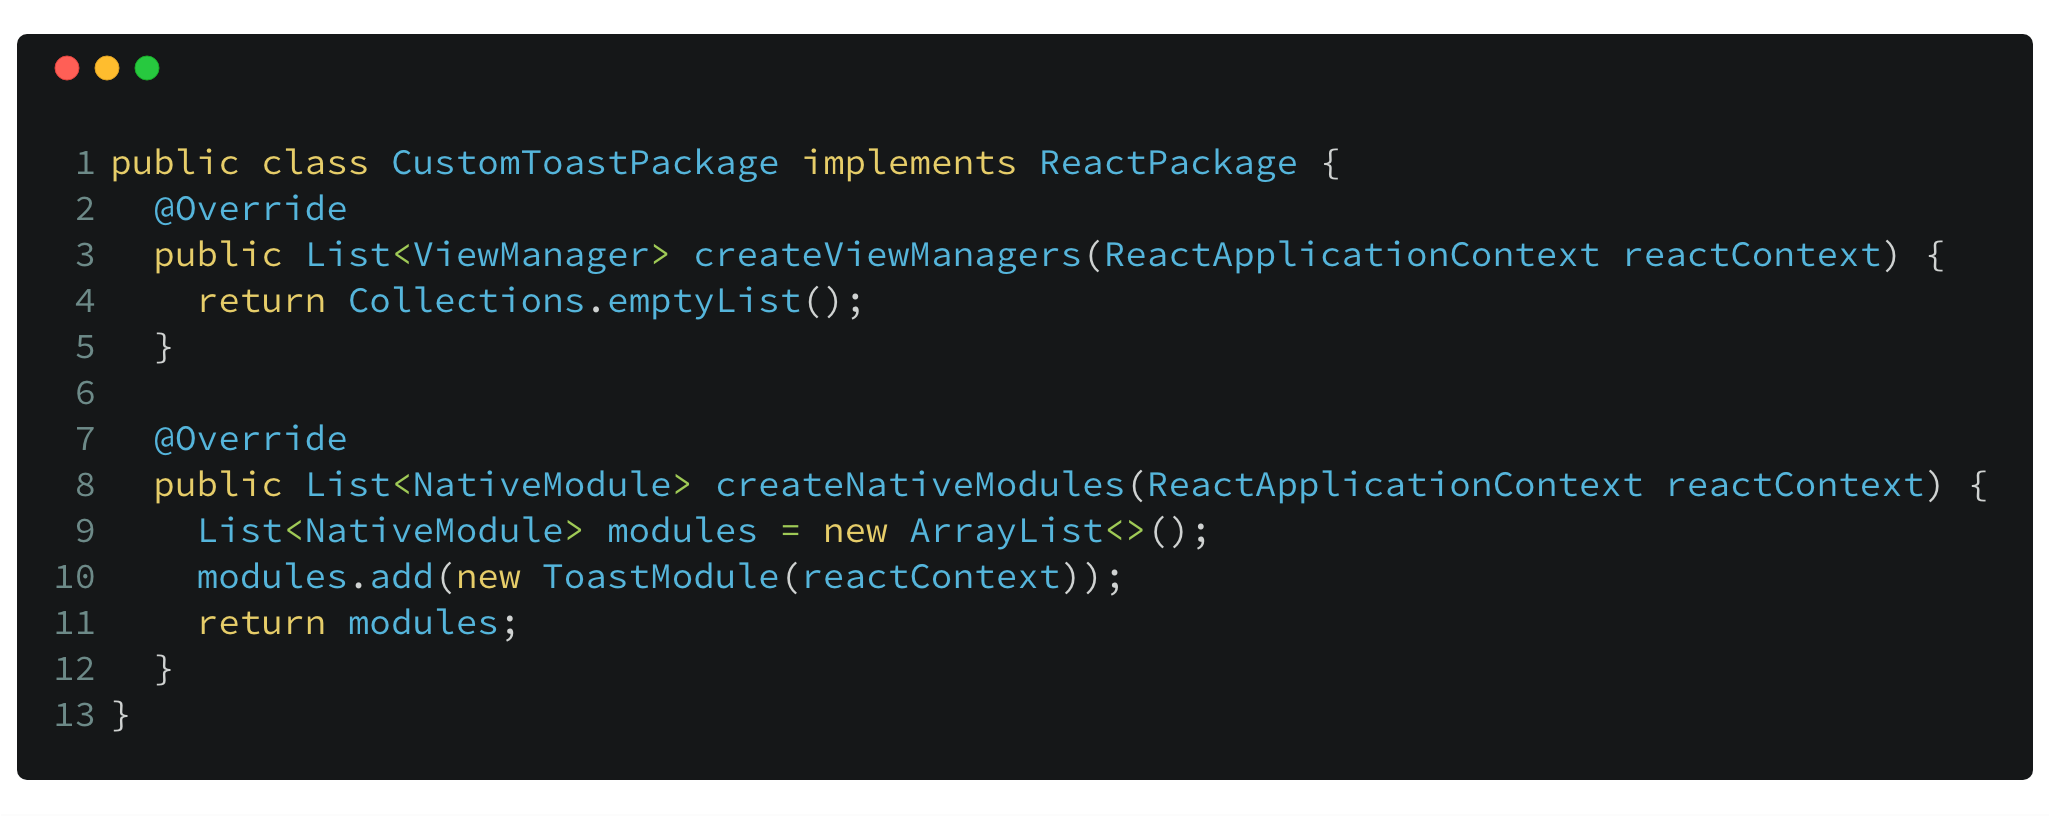 1 public class CustomToastPackage implements ReactPackage {
2   @Override
3   public List<ViewManager> createViewManagers(ReactApplicationContext reactContext) {
4     return Collections.emptyList();
5   }
6
7   @Override
8   public List<NativeModule> createNativeModules(ReactApplicationContext reactContext) {
9     List<NativeModule> modules = new ArrayList<>();
10     modules.add(new ToastModule(reactContext));
11     return modules;
12   }
13 }